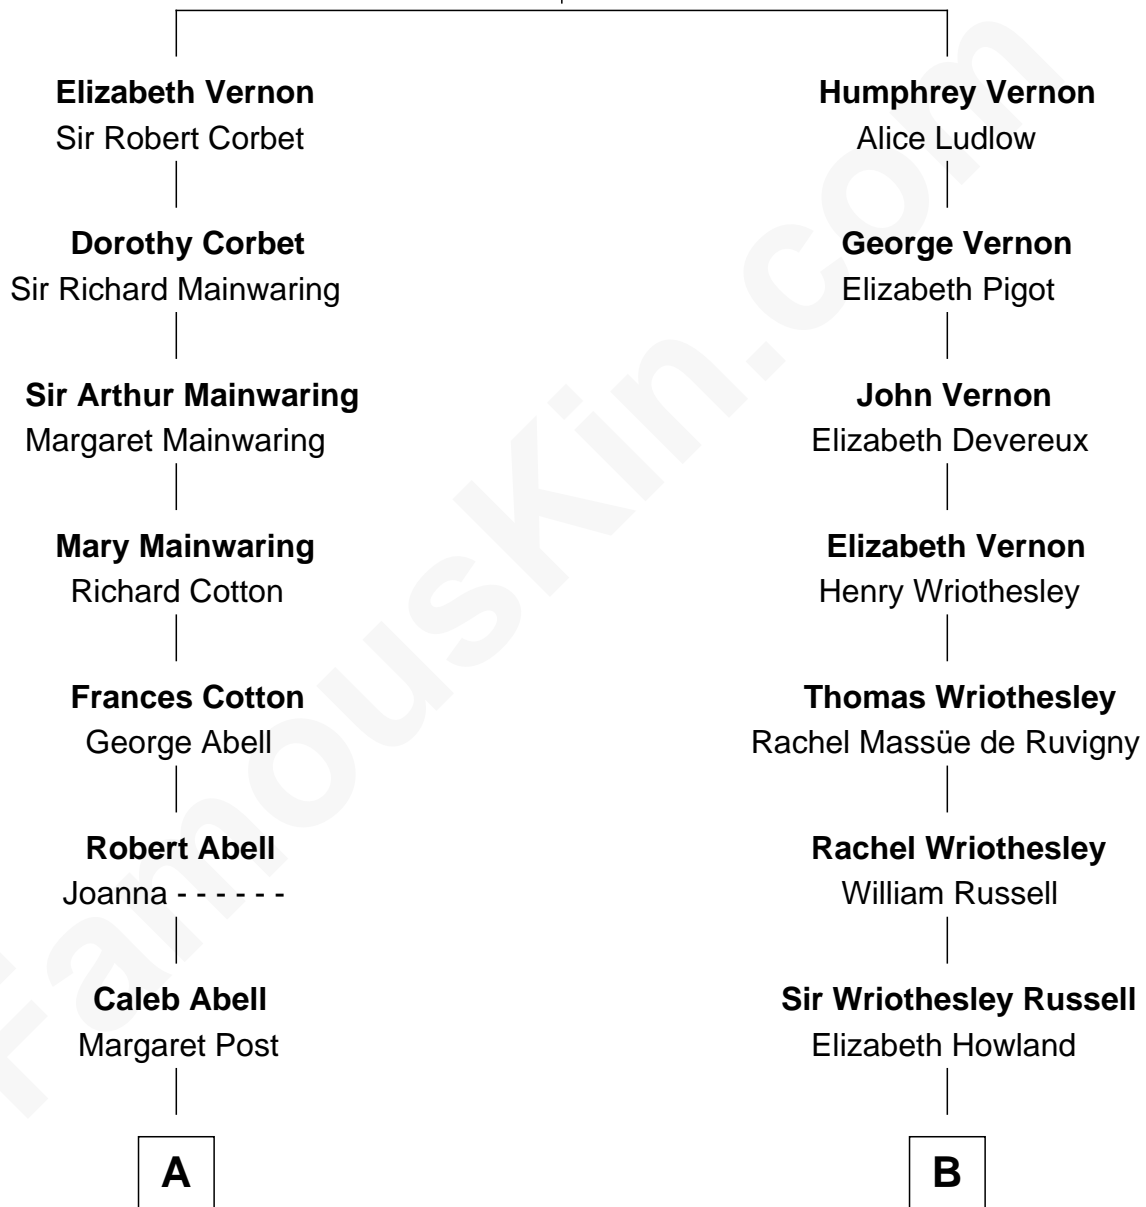 Elizabeth Vernon
Sir Robert Corbet
Dorothy Corbet
Sir Richard Mainwaring
Sir Arthur Mainwaring
Margaret Mainwaring
Mary Mainwaring
Richard Cotton
Frances Cotton
George Abell
Robert Abell
Joanna - - - - - -
Caleb Abell
Margaret Post
A
Humphrey Vernon
Alice Ludlow
George Vernon
Elizabeth Pigot
John Vernon
Elizabeth Devereux
Elizabeth Vernon
Henry Wriothesley
Thomas Wriothesley
Rachel Massüe de Ruvigny
Rachel Wriothesley
William Russell
Sir Wriothesley Russell
Elizabeth Howland
B
FamousKin.com